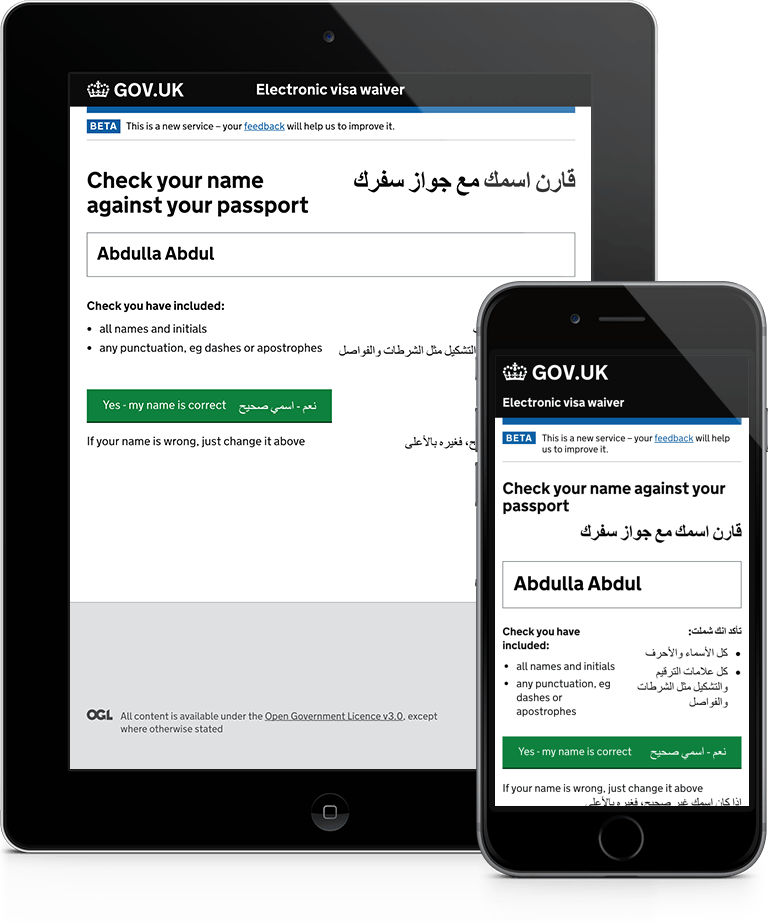 GOV.UK
Electronic visa waiver
BETA This is a new service – your feedback will help us to improve it.
Check your name
against your passport
قارن اسمك مع جواز سفرك
Abdulla Abdul
Check you have included:
• all names and initials
• any punctuation, eg dashes or apostrophes
التشكيل مثل الشرطات والفواصل
Yes - my name is correct نعم - اسمي صحيح
If your name is wrong, just change it above
، فغيره بالأعلى
OGL All content is available under the Open Government Licence v3.0, except
where otherwise stated
GOV.UK
Electronic visa waiver
BETA This is a new service – your feedback will help
us to improve it.
Check your name against your
passport
قارن اسمك مع جواز سفرك
Abdulla Abdul
Check you have
included:
• all names and initials
• any punctuation, eg
dashes or
apostrophes
تأكد انك شملت:
• كل الأسماء والأحرف
• كل علامات الترقيم
والتشكيل مثل الشرطات
والفواصل
Yes - my name is correct نعم - اسمي صحيح
If your name is wrong, just change it above
اذا كان اسمك غير صحيح، فغيره بالأعلى